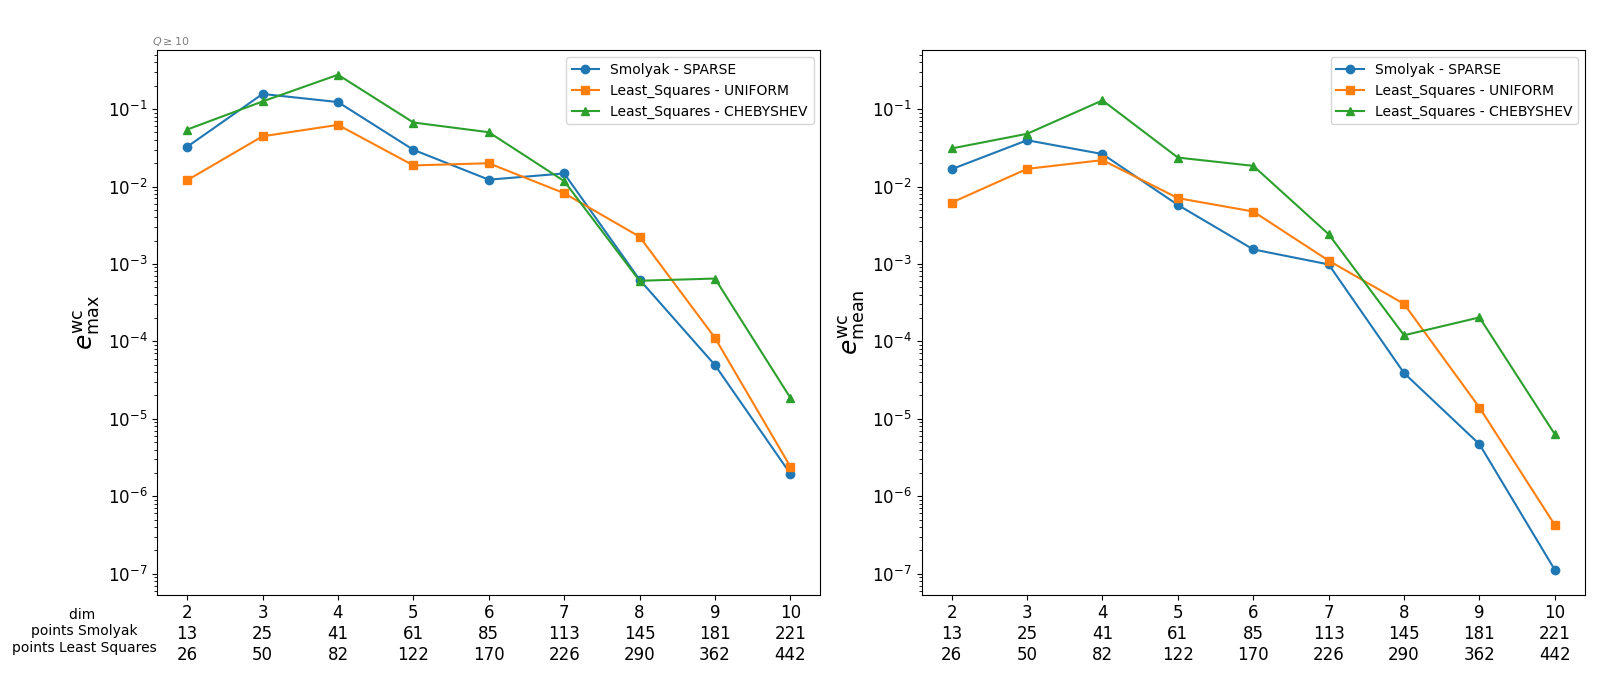 Q ≥ 10
Smolyak - SPARSE
Least_Squares - UNIFORM
Least_Squares - CHEBYSHEV
e^wc_max
10^−1
10^−2
10^−3
10^−4
10^−5
10^−6
10^−7
dim 2 3 4 5 6 7 8 9 10
points Smolyak 13 25 41 61 85 113 145 181 221
points Least Squares 26 50 82 122 170 226 290 362 442
Smolyak - SPARSE
Least_Squares - UNIFORM
Least_Squares - CHEBYSHEV
e^wc_mean
10^−1
10^−2
10^−3
10^−4
10^−5
10^−6
10^−7
2 3 4 5 6 7 8 9 10
13 25 41 61 85 113 145 181 221
26 50 82 122 170 226 290 362 442